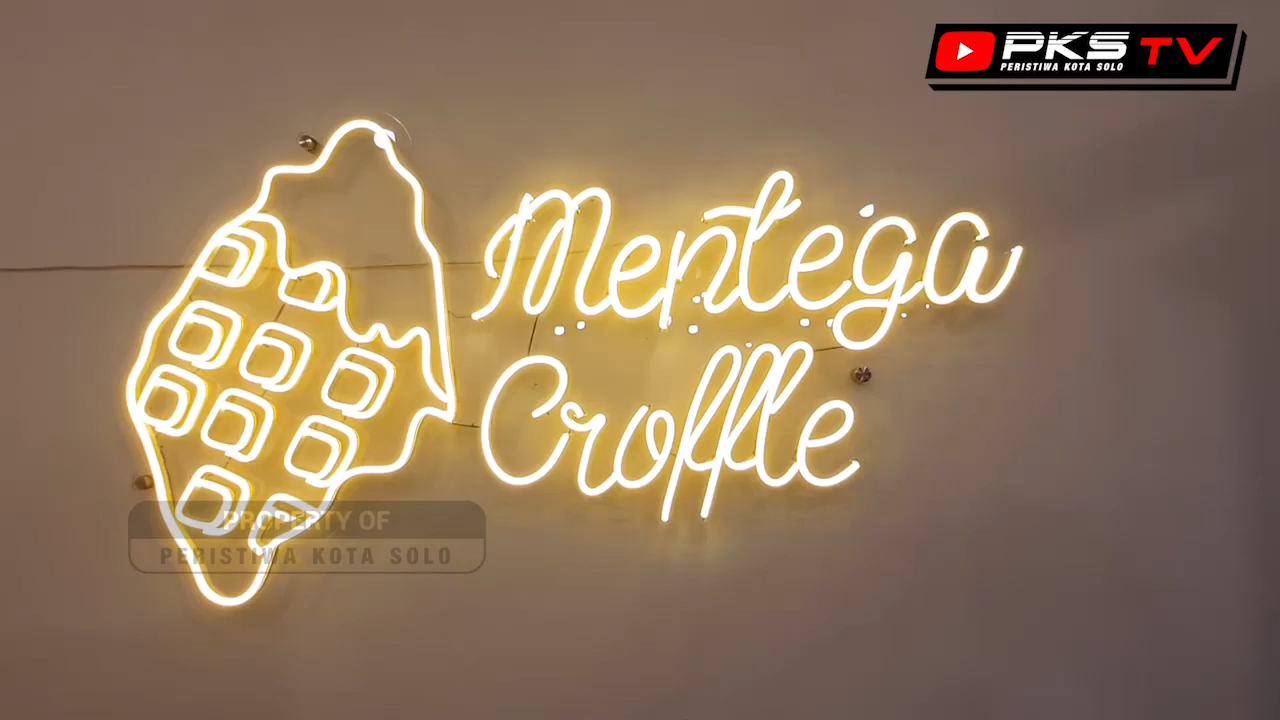 PKS TV
PERISTIWA KOTA SOLO
Mentega
Croffle
PROPERTY OF
PERISTIWA KOTA SOLO